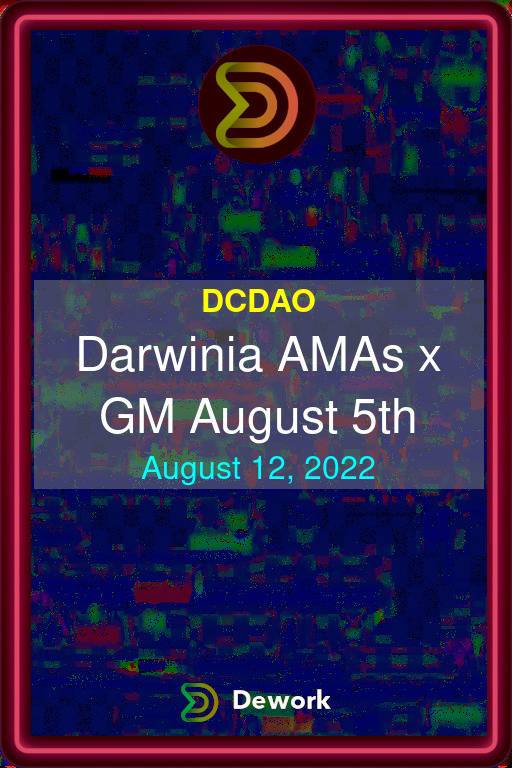 DCDAO
Darwinia AMAs x
GM August 5th
August 12, 2022
Dework